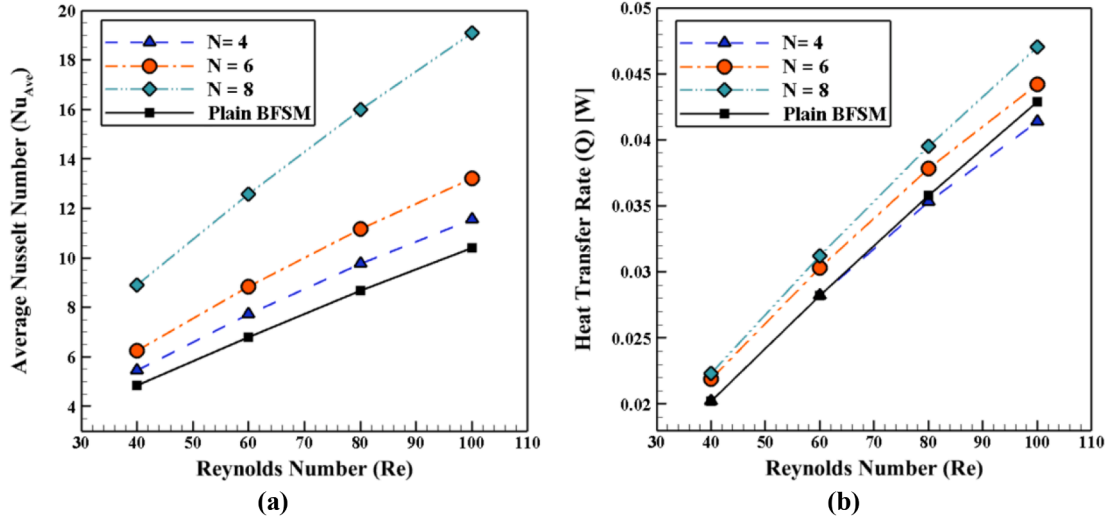 20
18
16
14
12
10
8
6
4
30 40 50 60 70 80 90 100 110
Average Nusselt Number (Nu_Ave)
Reynolds Number (Re)
N= 4
N = 6
N = 8
Plain BFSM
(a)
0.05
0.045
0.04
0.035
0.03
0.025
0.02
30 40 50 60 70 80 90 100 110
Heat Transfer Rate (Q) [W]
Reynolds Number (Re)
N= 4
N = 6
N = 8
Plain BFSM
(b)